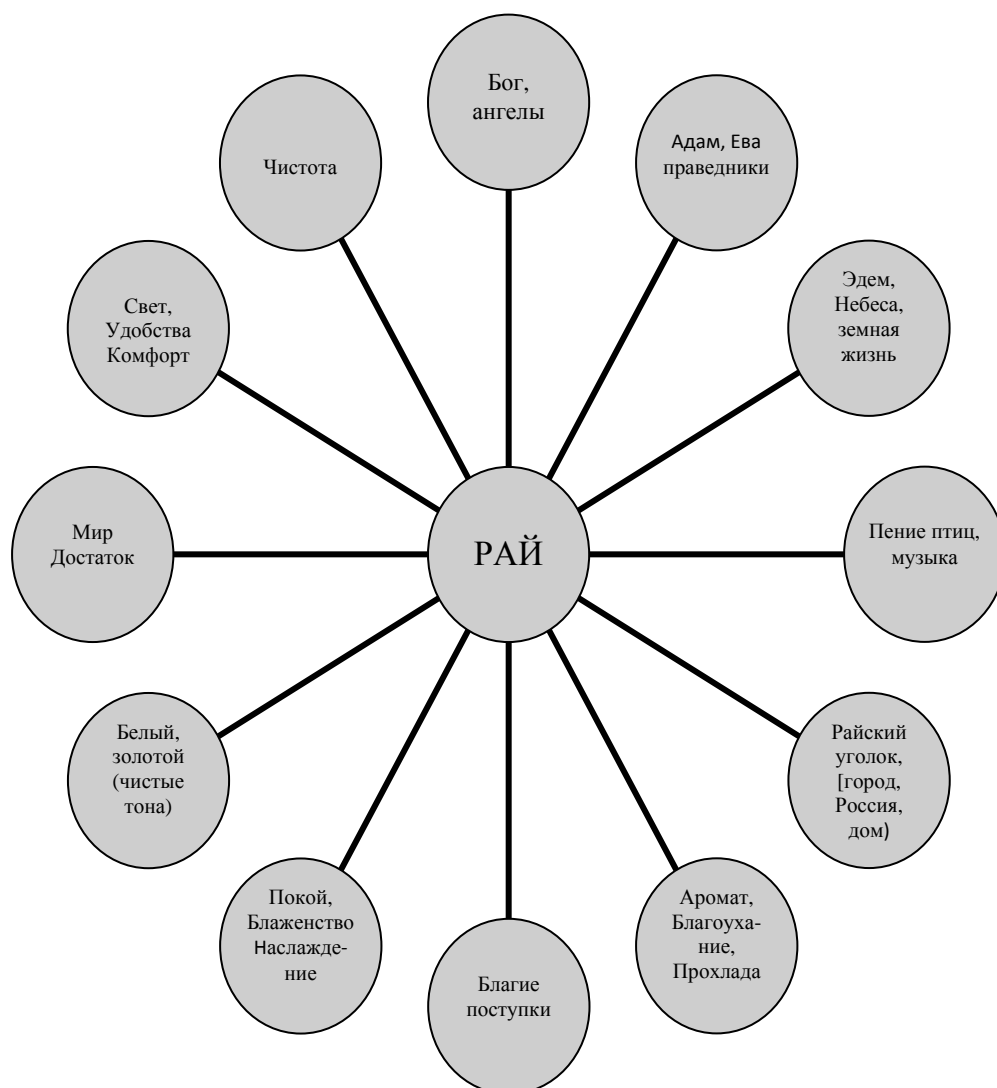 Бог,
ангелы
Адам, Ева
праведники
Чистота
Эдем,
Небеса,
земная
жизнь
Свет,
Удобства
Комфорт
Пение птиц,
музыка
Мир
Достаток
РАЙ
Райский
уголок,
[город,
Россия,
дом)
Белый,
золотой
(чистые
тона)
Аромат,
Благоуха-
ние,
Прохлада
Покой,
Блаженство
Наслажде-
ние
Благие
поступки